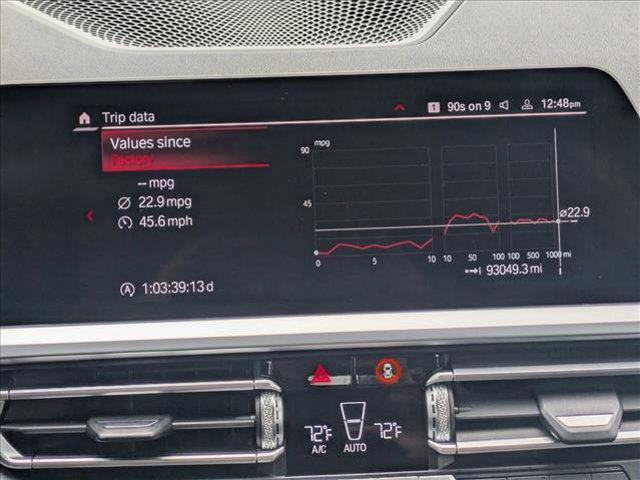 Trip data
1 90s on 9 12:48pm
Values since
Factory
-- mpg
Ø 22.9 mpg
45.6 mph
1:03:39:13 d
mpg
90
45
0 5 10 10 50 100 100 500 1000 mi
Ø22.9
93049.3 mi
72°F 72°F
A/C AUTO